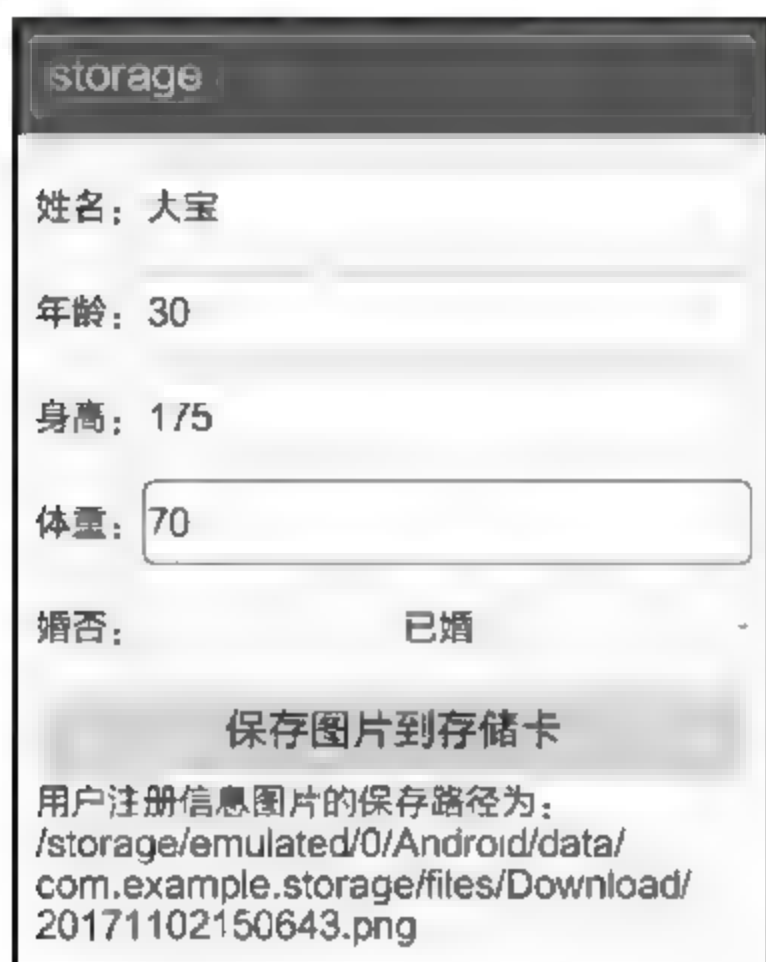 storage
姓名：大宝
年龄：30
身高：175
体重：70
婚否：已婚
保存图片到存储卡
用户注册信息图片的保存路径为：
/storage/emulated/0/Android/data/
com.example.storage/files/Download/
20171102150643.png